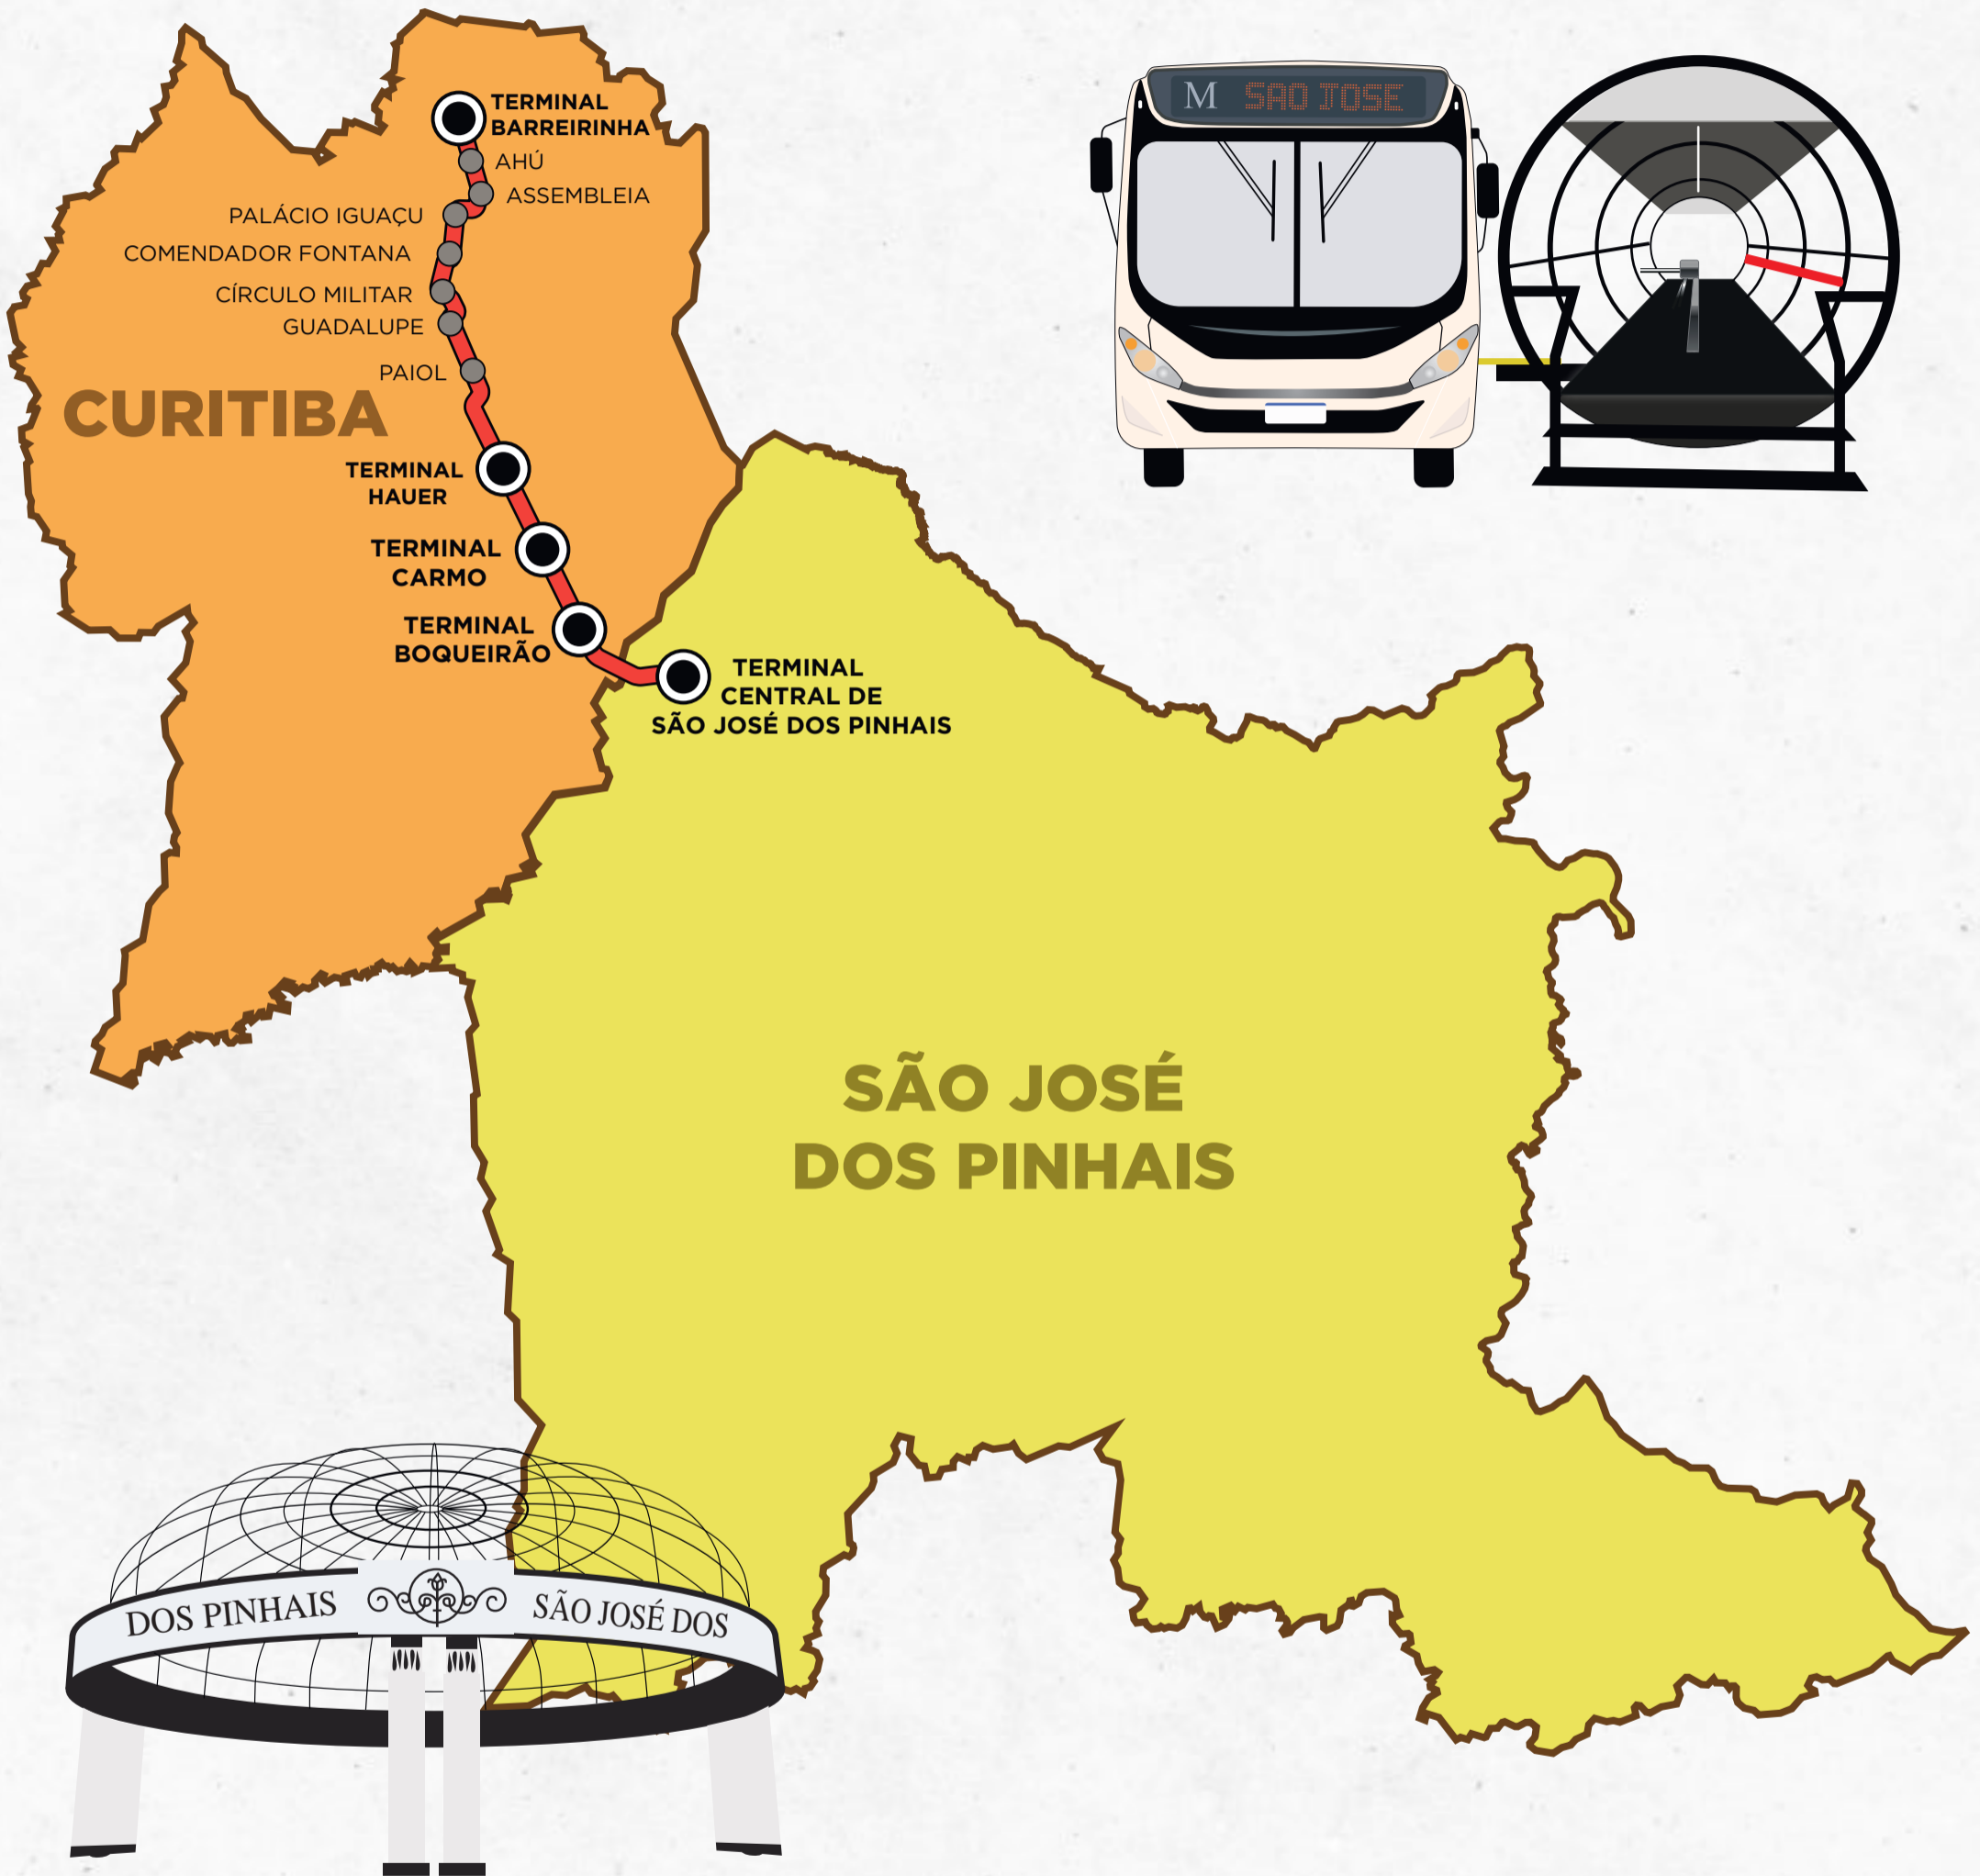 M SAO JOSE
TERMINAL
BARREIRINHA
AHÚ
ASSEMBLEIA
PALÁCIO IGUAÇU
COMENDADOR FONTANA
CÍRCULO MILITAR
GUADALUPE
PAIOL
CURITIBA
TERMINAL
HAUER
TERMINAL
CARMO
TERMINAL
BOQUEIRÃO
TERMINAL
CENTRAL DE
SÃO JOSÉ DOS PINHAIS
SÃO JOSÉ
DOS PINHAIS
DOS PINHAIS SÃO JOSÉ DOS